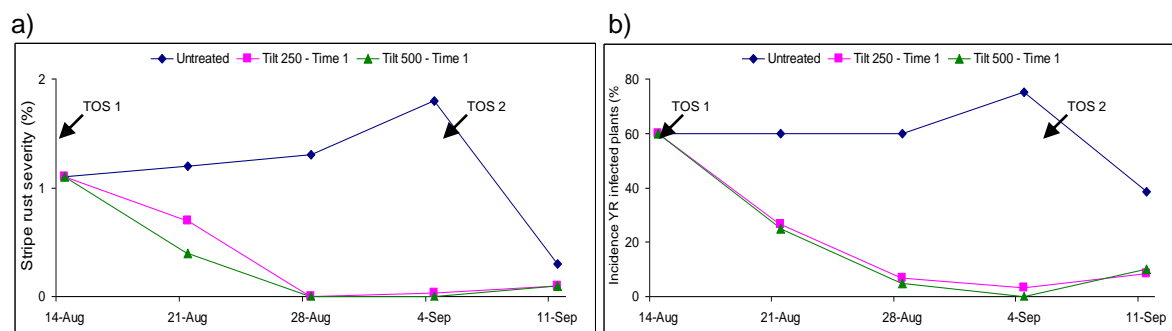 a)
Untreated Tilt 250 - Time 1 Tilt 500 - Time 1
Stripe rust severity (%)
2
1
0
TOS 1
TOS 2
14-Aug 21-Aug 28-Aug 4-Sep 11-Sep
b)
Untreated Tilt 250 - Time 1 Tilt 500 - Time 1
Incidence YR infected plants (%
80
60
40
20
0
TOS 1
TOS 2
14-Aug 21-Aug 28-Aug 4-Sep 11-Sep